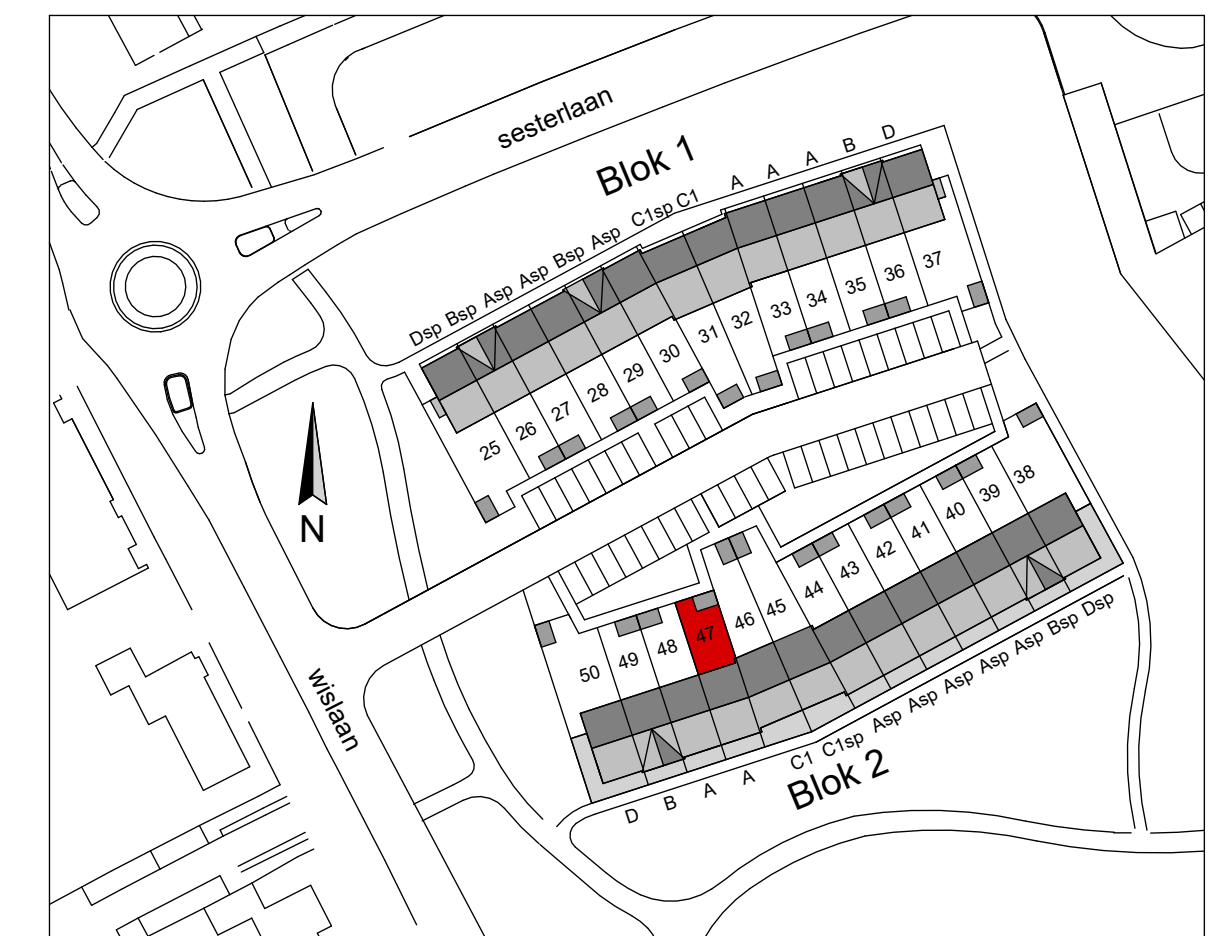 sesterlaan
Blok 1
Dsp Bsp Asp Asp Bsp Asp C1sp C1 A A A B D
25 26 27 28 29 30 31 32 33 34 35 36 37
N
wislaan
50 49 48 47 46 45 44 43 42 41 40 39 38
D B A A C1 C1sp Asp Asp Asp Asp Asp Bsp Dsp
Blok 2